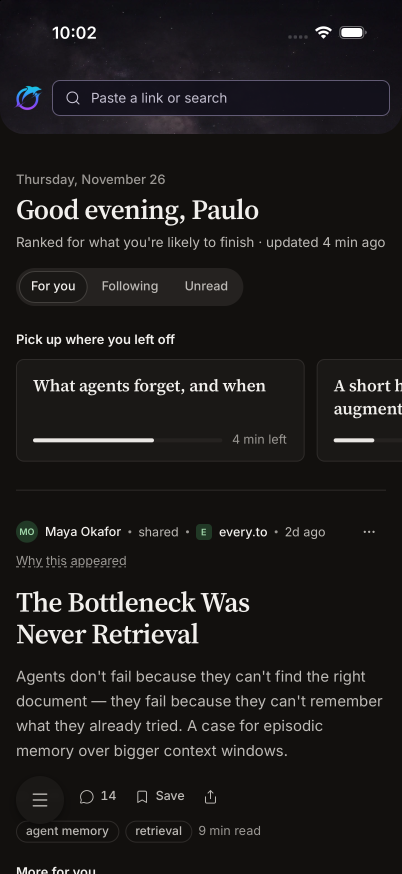 10:02
Paste a link or search
Thursday, November 26
Good evening, Paulo
Ranked for what you're likely to finish · updated 4 min ago
For you
Following
Unread
Pick up where you left off
What agents forget, and when
4 min left
A short
augment
MO Maya Okafor • shared • E every.to • 2d ago
Why this appeared
The Bottleneck Was
Never Retrieval
Agents don't fail because they can't find the right
document — they fail because they can't remember
what they already tried. A case for episodic
memory over bigger context windows.
14
Save
agent memory
retrieval
9 min read
More for you